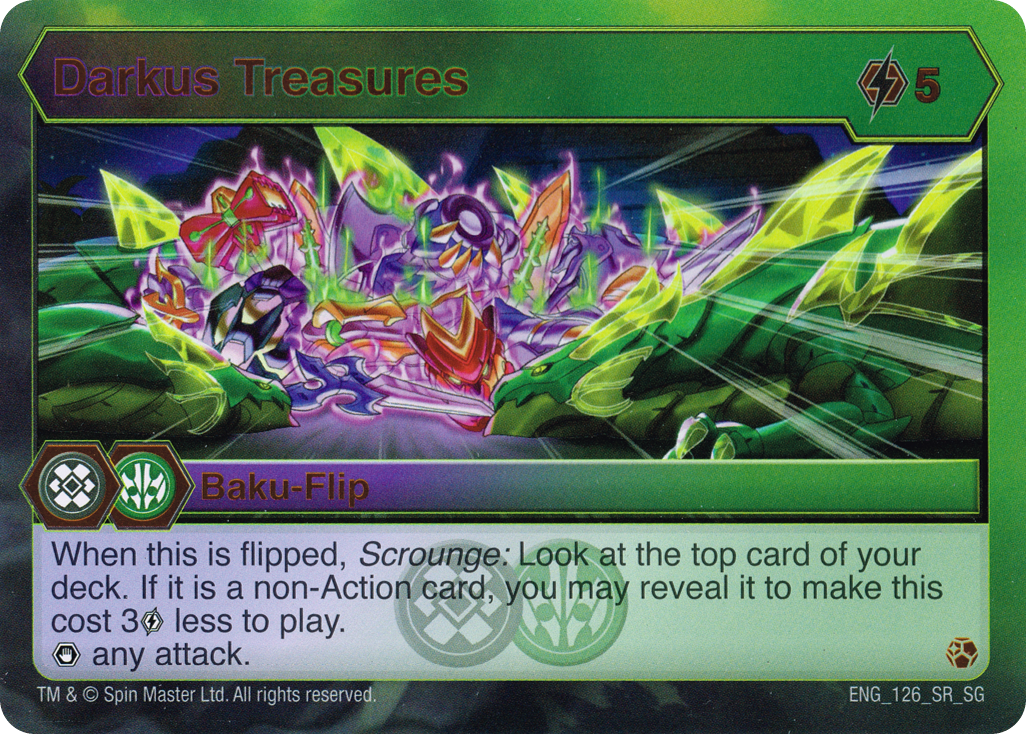 Darkus Treasures
5
Baku-Flip
When this is flipped, Scrounge: Look at the top card of your
deck. If it is a non-Action card, you may reveal it to make this
cost 3 less to play.
any attack.
TM & © Spin Master Ltd. All rights reserved.
ENG_126_SR_SG